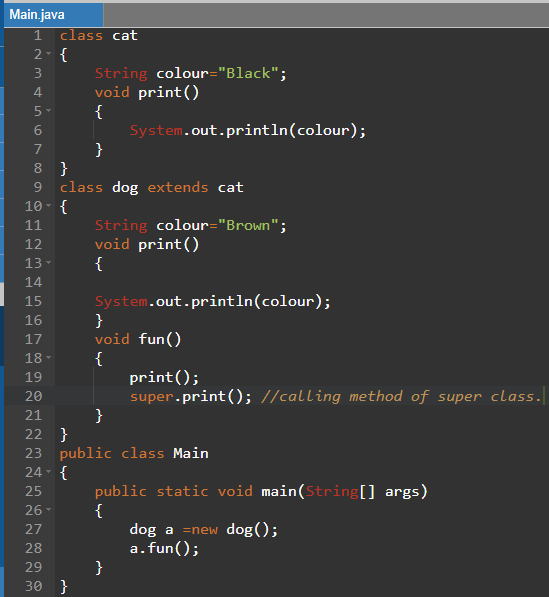 Main.java
1 class cat
2 {
3 String colour="Black";
4 void print()
5 {
6 System.out.println(colour);
7 }
8 }
9 class dog extends cat
10 {
11 String colour="Brown";
12 void print()
13 {
14
15 System.out.println(colour);
16 }
17 void fun()
18 {
19 print();
20 super.print(); //calling method of super class.
21 }
22 }
23 public class Main
24 {
25 public static void main(String[] args)
26 {
27 dog a =new dog();
28 a.fun();
29 }
30 }